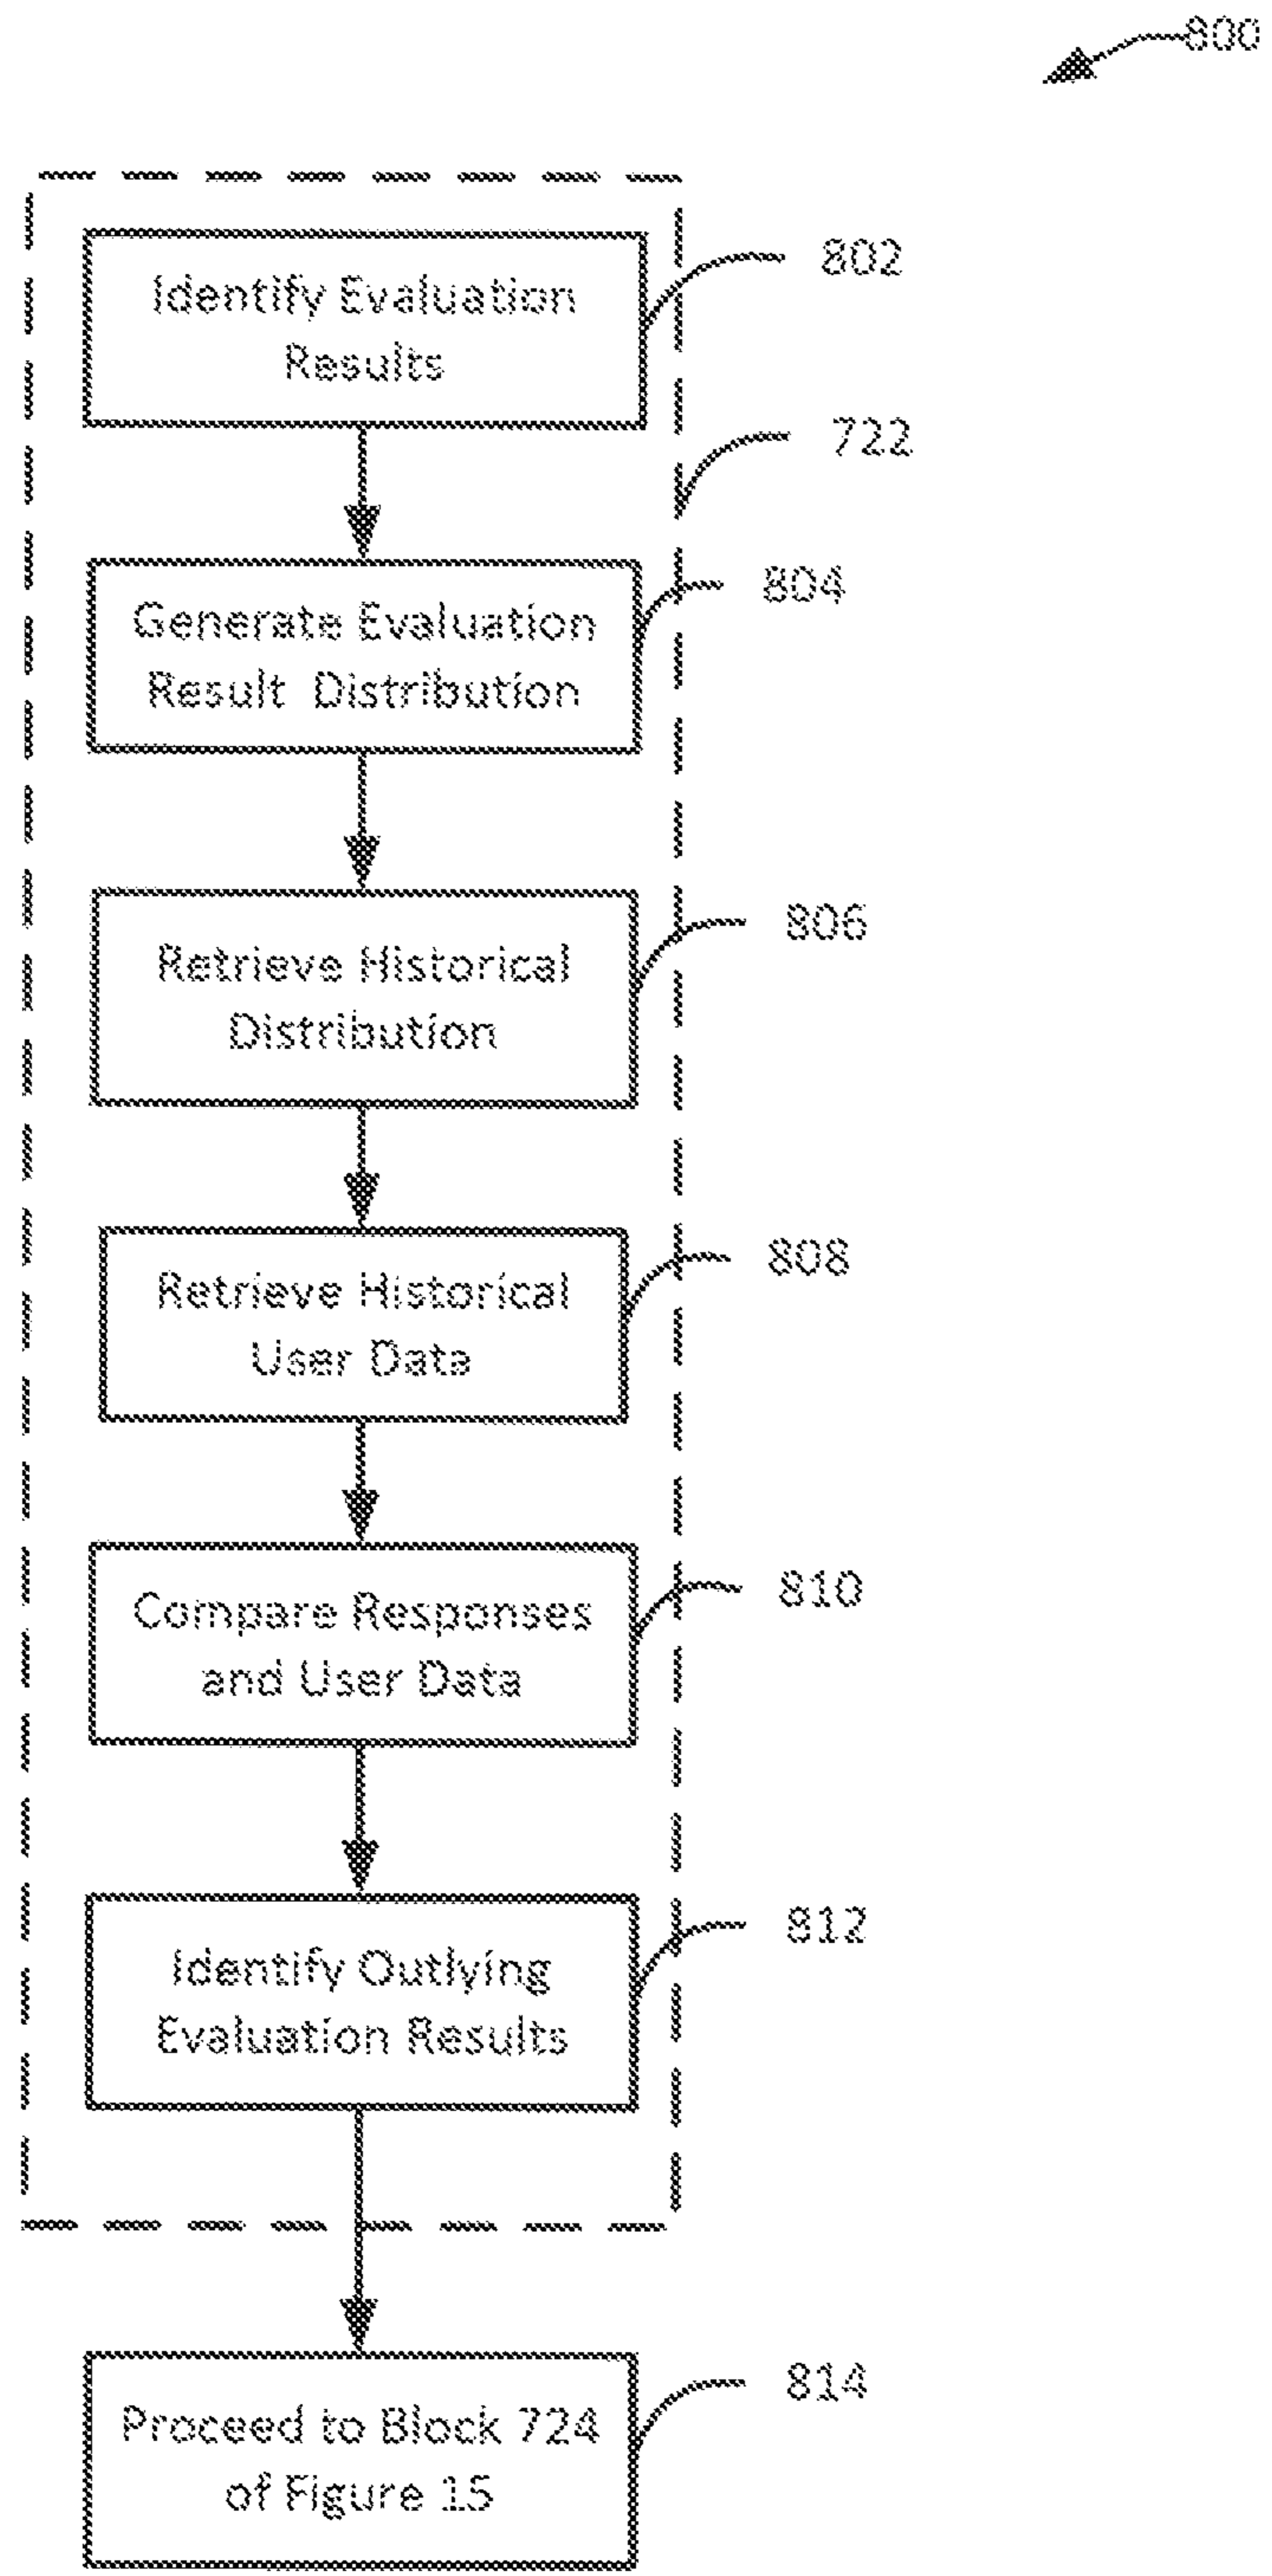 800
Identify Evaluation
Results
802
722
Generate Evaluation
Result Distribution
804
Retrieve Historical
Distribution
806
Retrieve Historical
User Data
808
Compare Responses
and User Data
810
Identify Outlying
Evaluation Results
812
Proceed to Block 724
of Figure 15
814